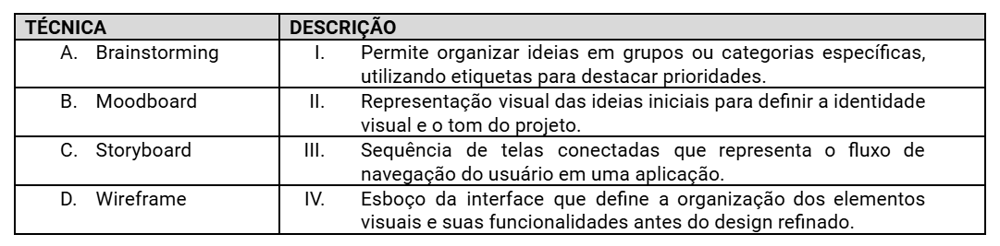 TÉCNICA DESCRIÇÃO
A. Brainstorming I. Permite organizar ideias em grupos ou categorias específicas,
utilizando etiquetas para destacar prioridades.
B. Moodboard II. Representação visual das ideias iniciais para definir a identidade
visual e o tom do projeto.
C. Storyboard III. Sequência de telas conectadas que representa o fluxo de
navegação do usuário em uma aplicação.
D. Wireframe IV. Esboço da interface que define a organização dos elementos
visuais e suas funcionalidades antes do design refinado.